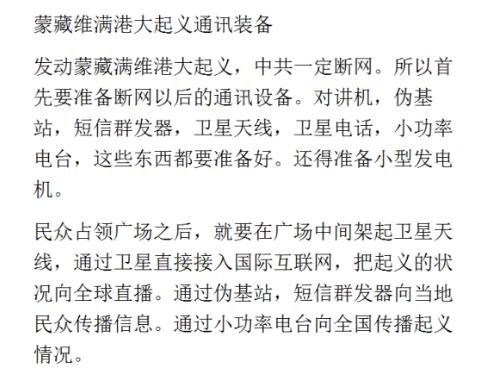 蒙藏维满港大起义通讯装备
发动蒙藏满维港大起义，中共一定断网。所以首
先要准备断网以后的通讯设备。对讲机，伪基
站，短信群发器，卫星天线，卫星电话，小功率
电台，这些东西都要准备好。还得准备小型发电
机。
民众占领广场之后，就要在广场中间架起卫星天
线，通过卫星直接接入国际互联网，把起义的状
况向全球直播。通过伪基站，短信群发器向当地
民众传播信息。通过小功率电台向全国传播起义
情况。